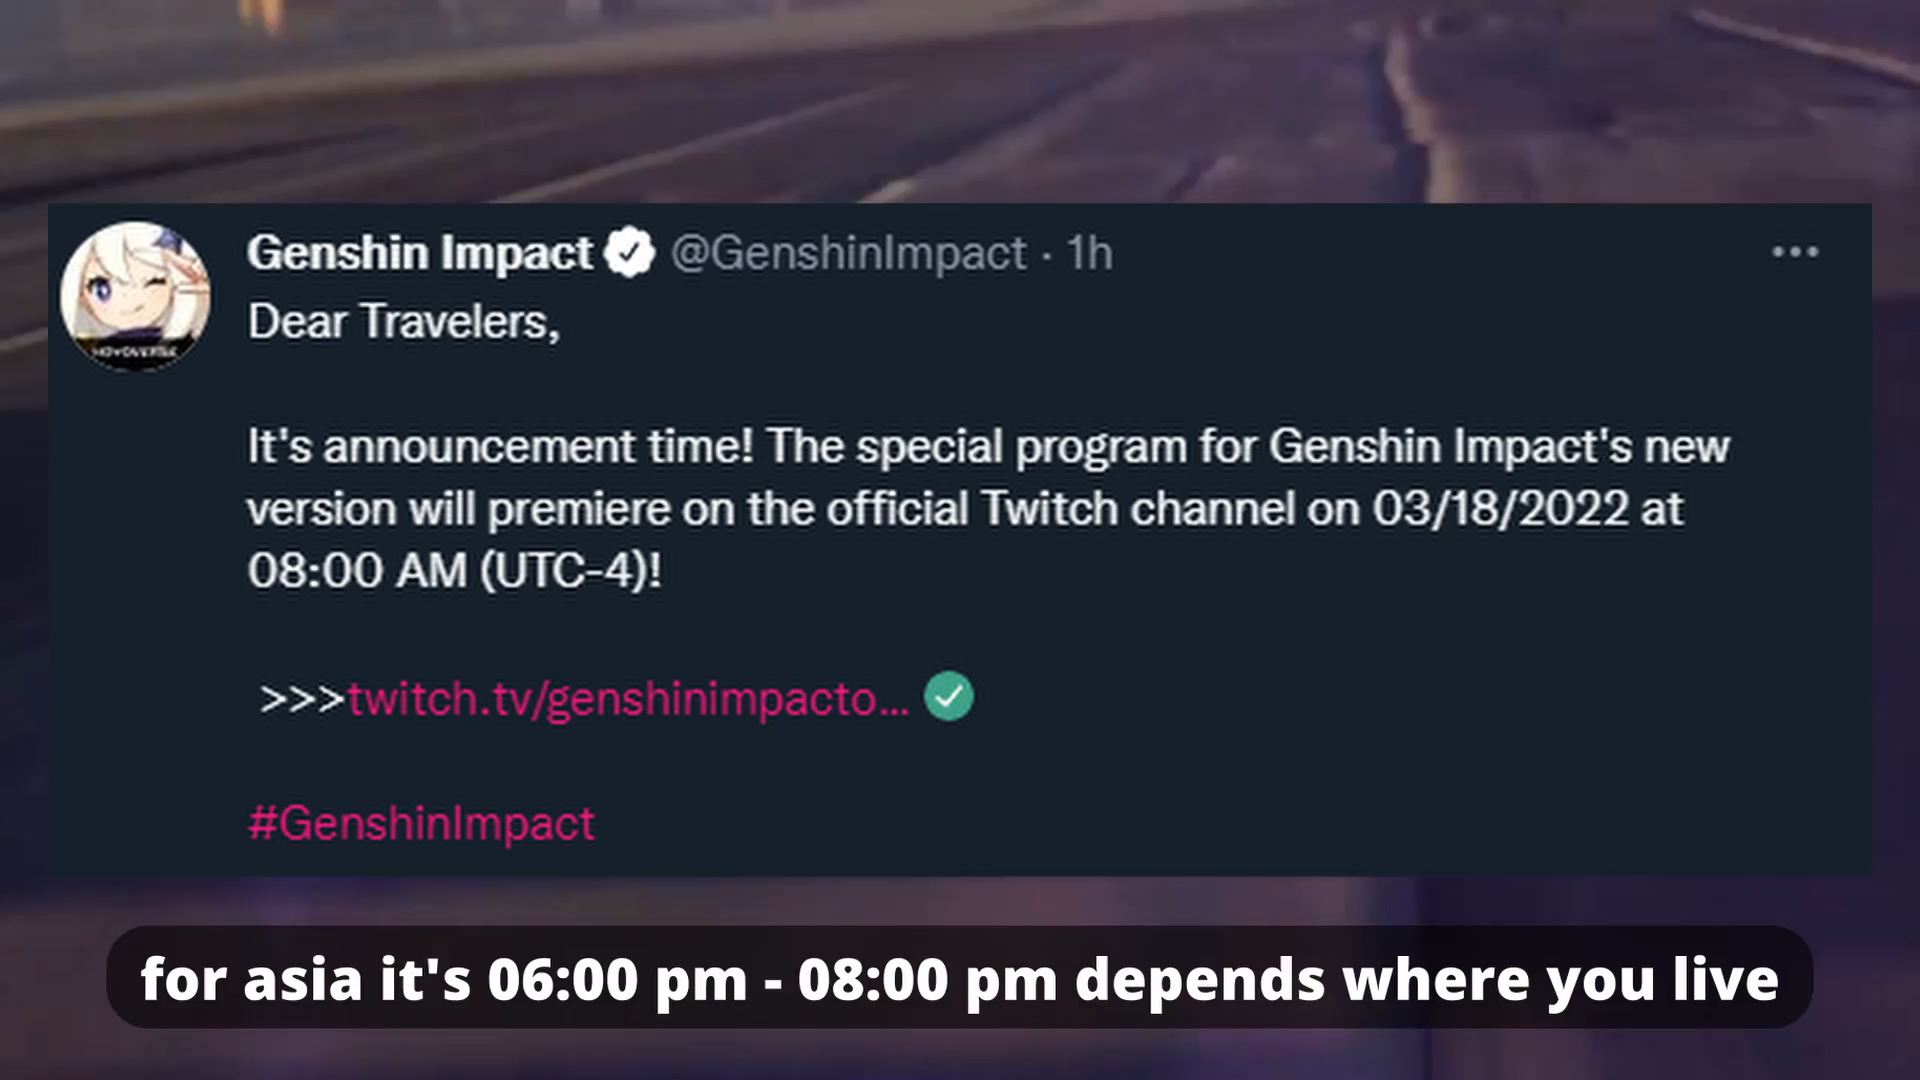 Genshin Impact @GenshinImpact · 1h
Dear Travelers,
It's announcement time! The special program for Genshin Impact's new
version will premiere on the official Twitch channel on 03/18/2022 at
08:00 AM (UTC-4)!
>>>twitch.tv/genshinimpacto...
#GenshinImpact
HOYOVERSE
for asia it's 06:00 pm - 08:00 pm depends where you live